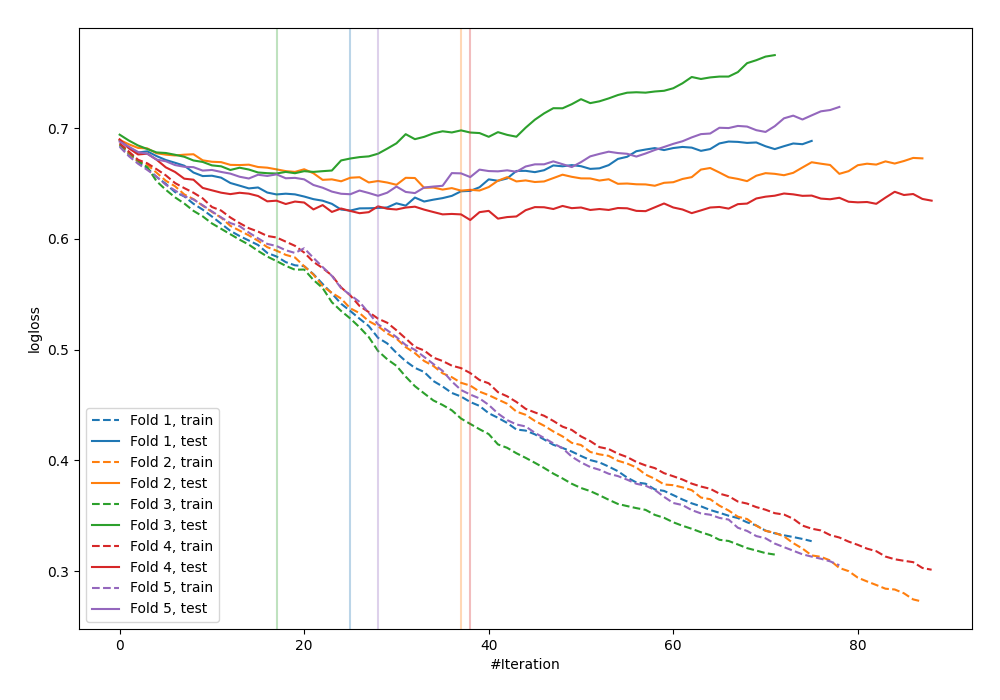 0.7
0.6
0.5
0.4
0.3
logloss
Fold 1, train
Fold 1, test
Fold 2, train
Fold 2, test
Fold 3, train
Fold 3, test
Fold 4, train
Fold 4, test
Fold 5, train
Fold 5, test
0 20 40 60 80
#Iteration